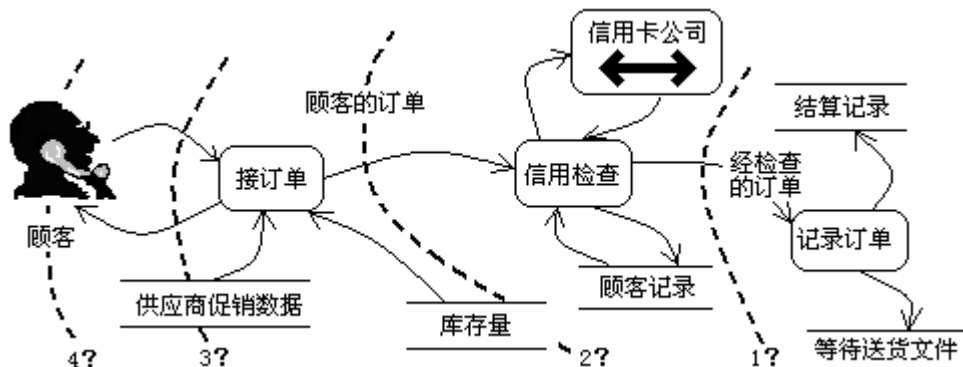 信用卡公司
顾客的订单
结算记录
接订单
信用检查
经检查
的订单
顾客
记录订单
供应商促销数据
顾客记录
库存量
等待送货文件
4?
3?
2?
1?